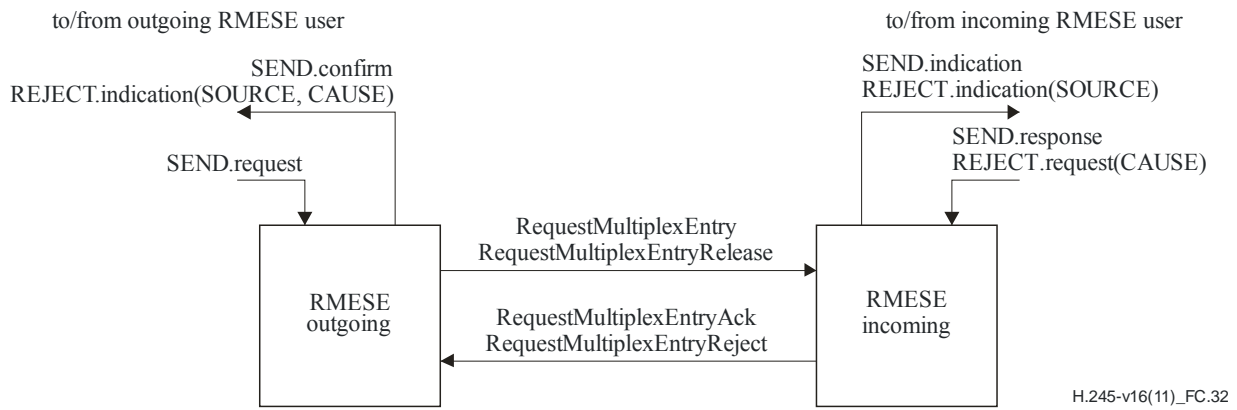 to/from outgoing RMESE user
to/from incoming RMESE user
SEND.confirm
REJECT.indication(SOURCE, CAUSE)
SEND.indication
REJECT.indication(SOURCE)
SEND.request
SEND.response
REJECT.request(CAUSE)
RequestMultiplexEntry
RequestMultiplexEntryRelease
RMESE
outgoing
RMESE
incoming
RequestMultiplexEntryAck
RequestMultiplexEntryReject
H.245-v16(11)_FC.32